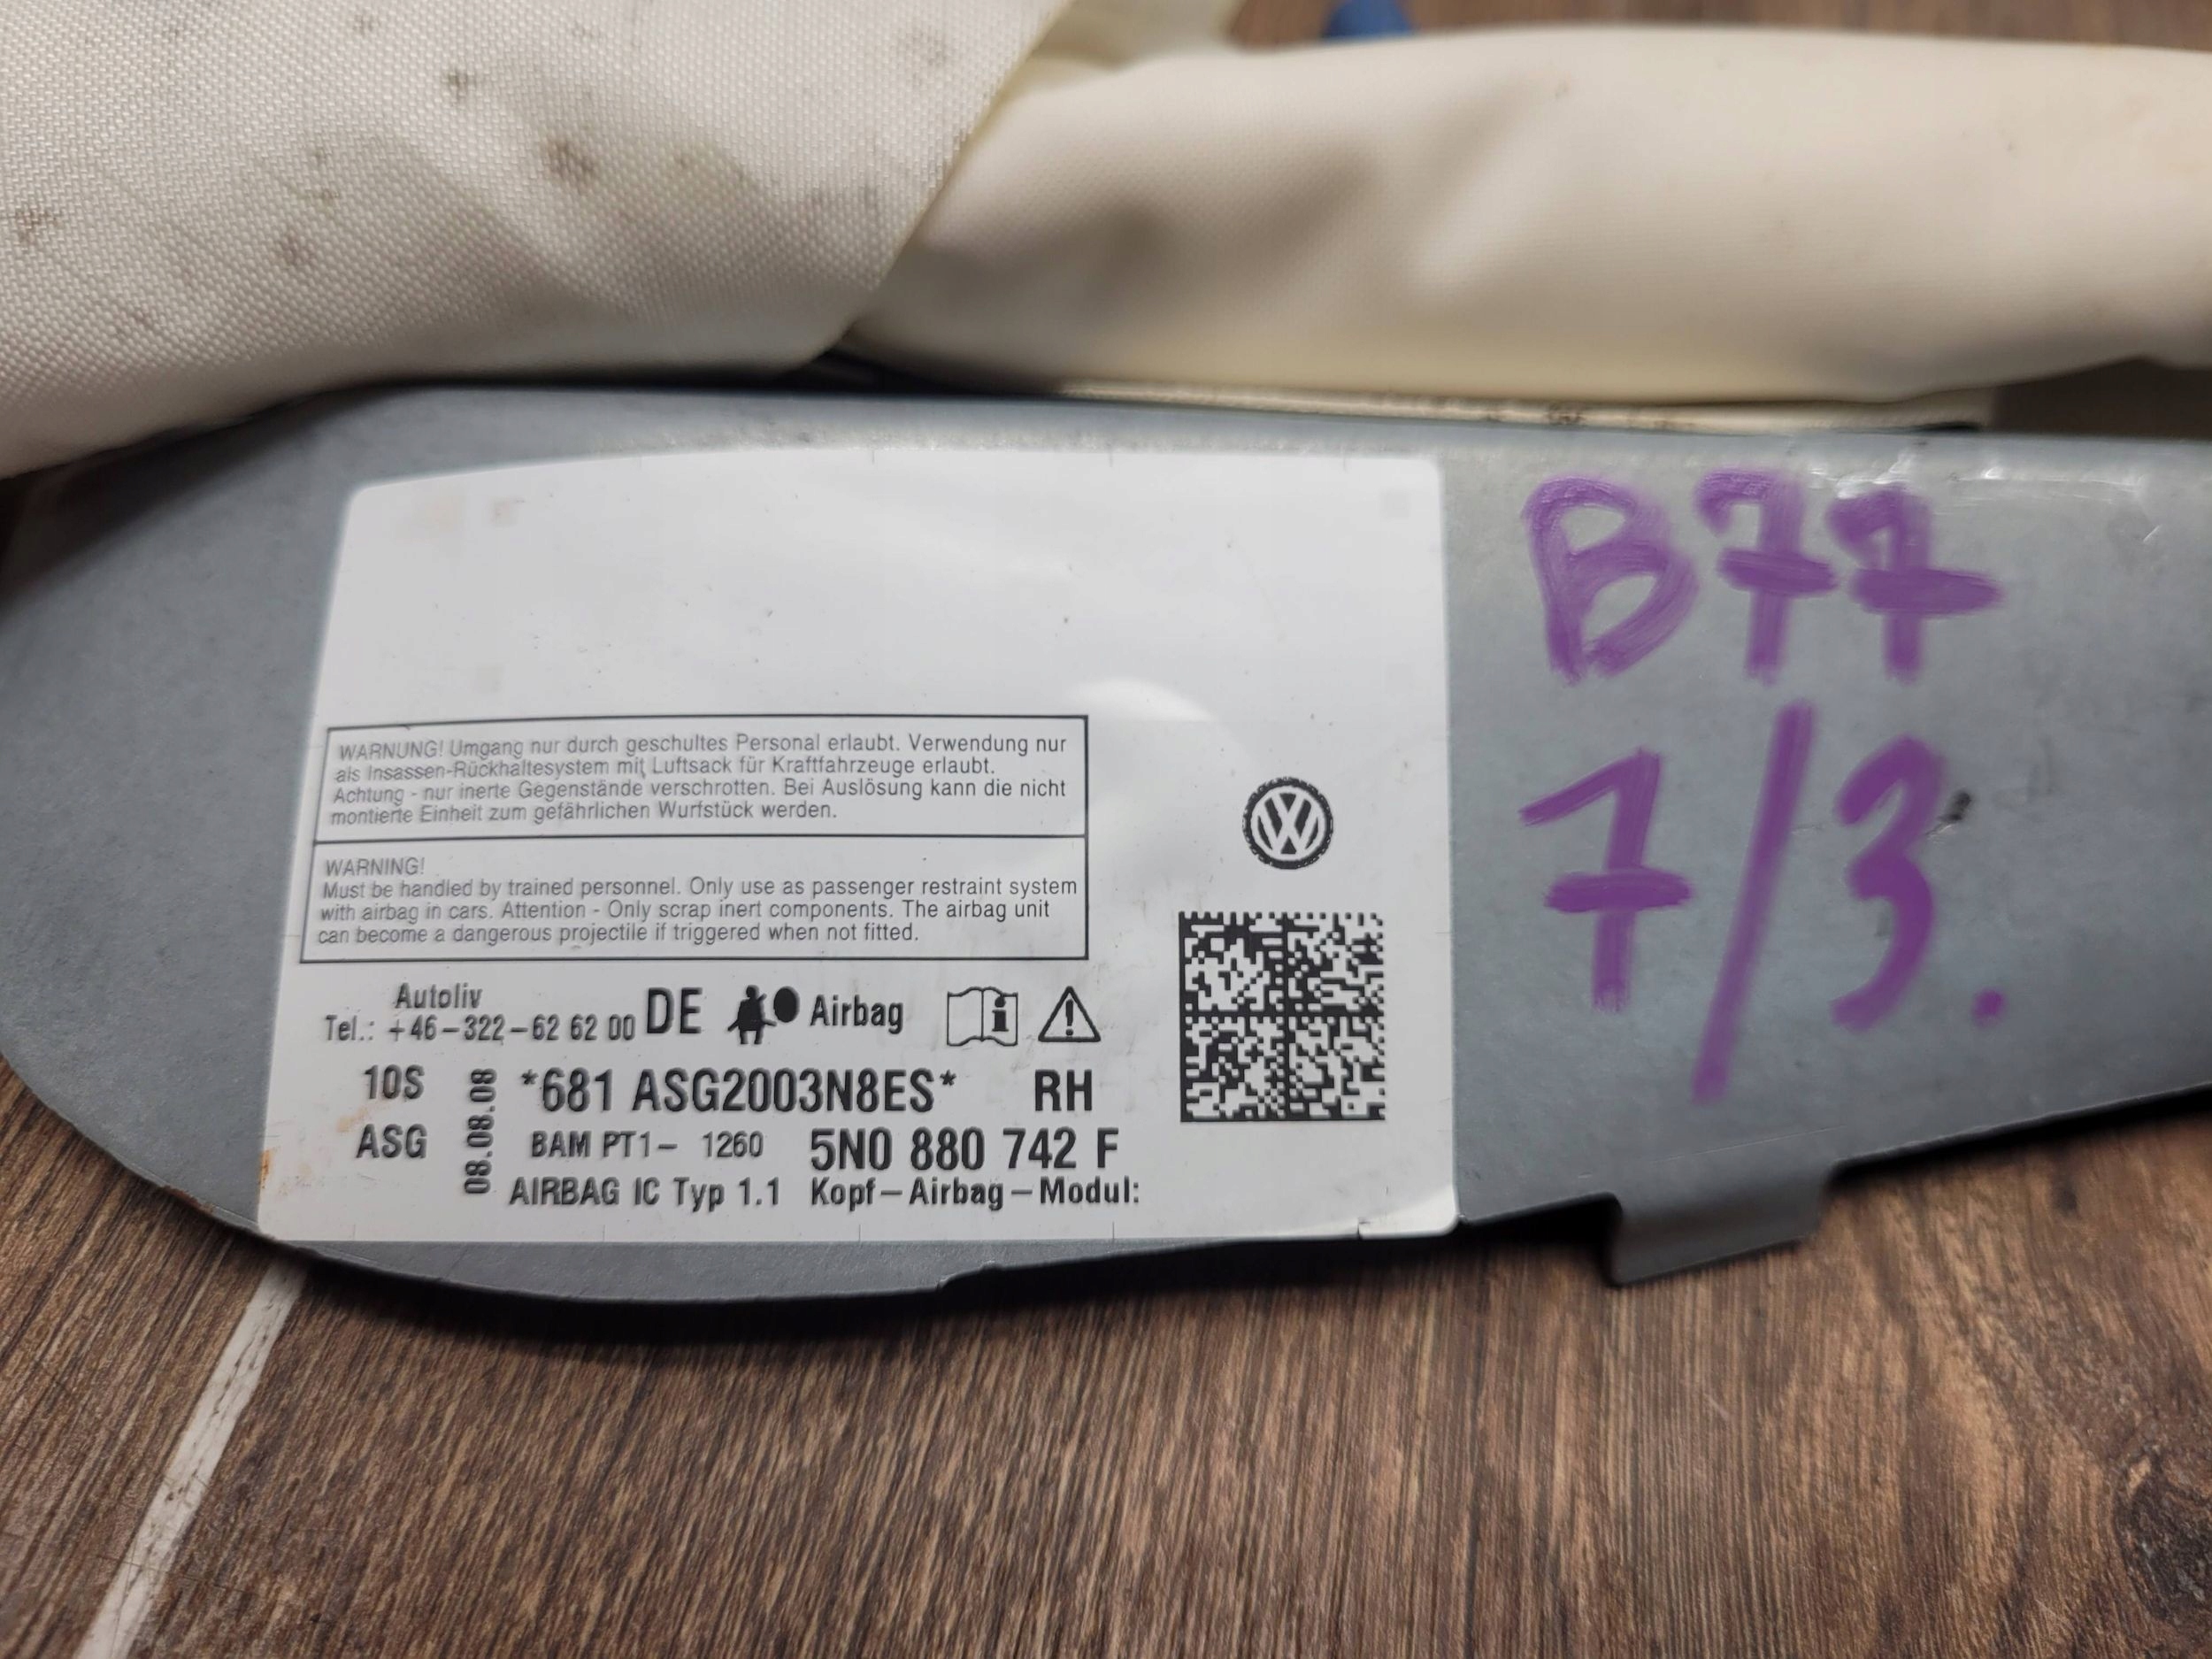 WARNUNG! Umgang nur durch geschultes Personal erlaubt. Verwendung nur
als Insassen-Rückhaltesystem mit Luftsack für Kraftfahrzeuge erlaubt.
Achtung - nur inerte Gegenstände verschrotten. Bei Auslösung kann die nicht
montierte Einheit zum gefährlichen Wurfstück werden.
WARNING!
Must be handled by trained personnel. Only use as passenger restraint system
with airbag in cars. Attention - Only scrap inert components. The airbag unit
can become a dangerous projectile if triggered when not fitted.
Autoliv
Tel.: +46-322-62 62 00 DE Airbag
10S *681 ASG2003N8ES* RH
ASG BAM PT1- 1260 5N0 880 742 F
AIRBAG IC Typ 1.1 Kopf-Airbag-Modul:
08.08.08
B77
7/3.